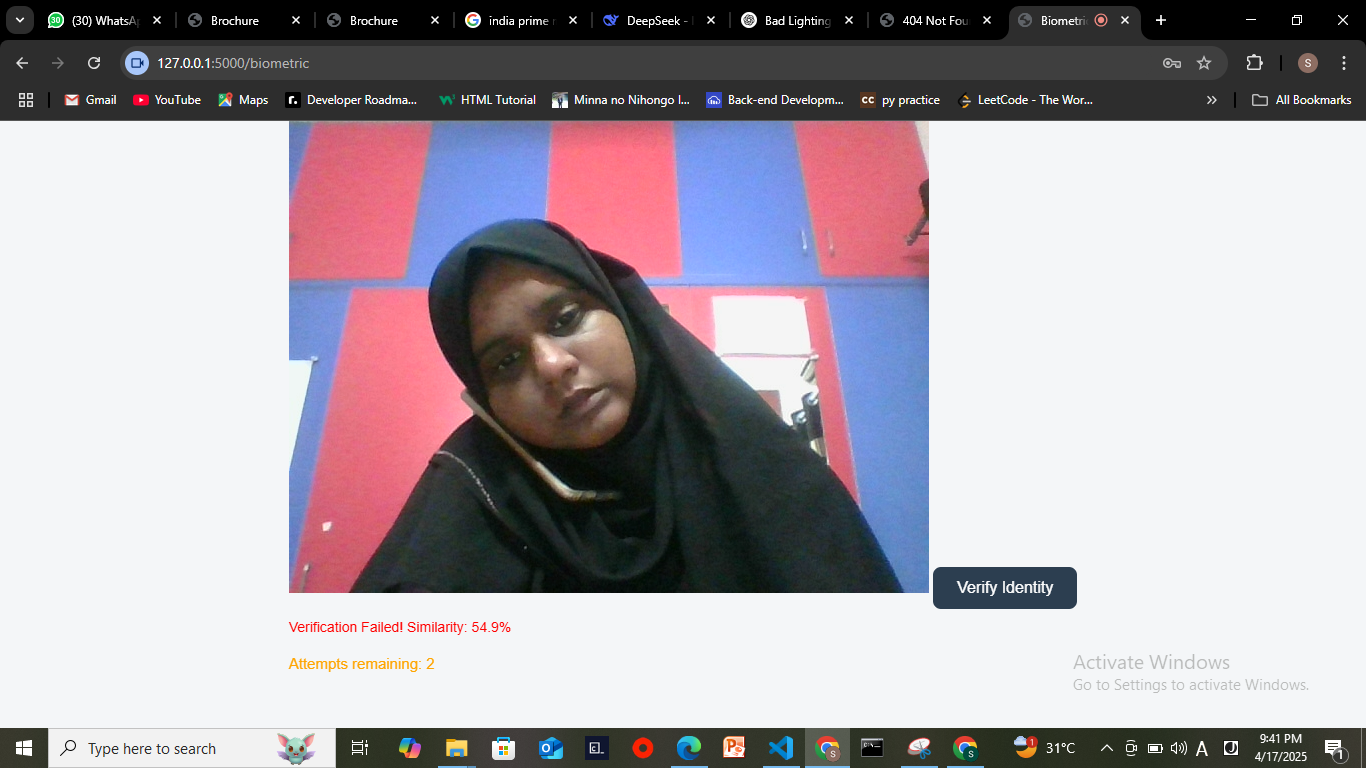 (30) WhatsAp
Brochure
Brochure
india prime r
DeepSeek -
Bad Lighting
404 Not Fou
Biometri
127.0.0.1:5000/biometric
S
Gmail
YouTube
Maps
Developer Roadma...
HTML Tutorial
Minna no Nihongo I...
Back-end Developm...
CC py practice
LeetCode - The Wor...
»
All Bookmarks
Verify Identity
Verification Failed! Similarity: 54.9%
Attempts remaining: 2
Activate Windows
Go to Settings to activate Windows.
Type here to search
31°C
A
9:41 PM
4/17/2025
1